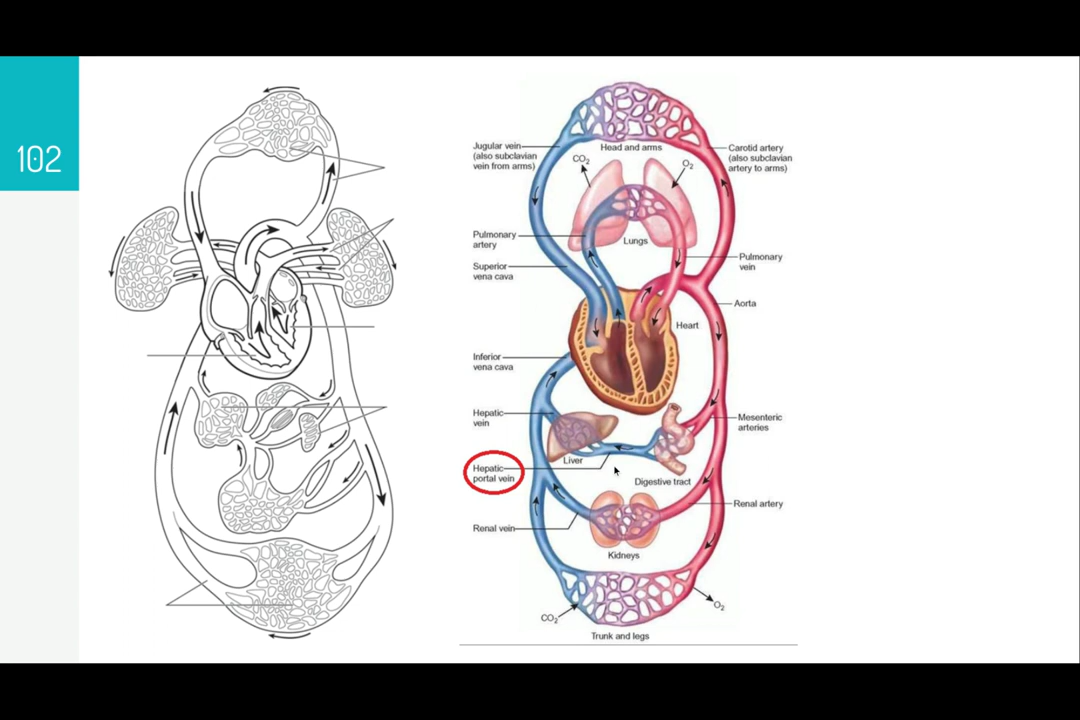 102
Jugular vein
(also subclavian
vein from arms)
Head and arms
CO2
O2
Carotid artery
(also subclavian
artery to arms)
Pulmonary
artery
Lungs
Superior
vena cava
Pulmonary
vein
Aorta
Heart
Inferior
vena cava
Hepatic
vein
Mesenteric
arteries
Liver
Hepatic
portal vein
Digestive tract
Renal artery
Renal vein
Kidneys
O2
CO2
Trunk and legs